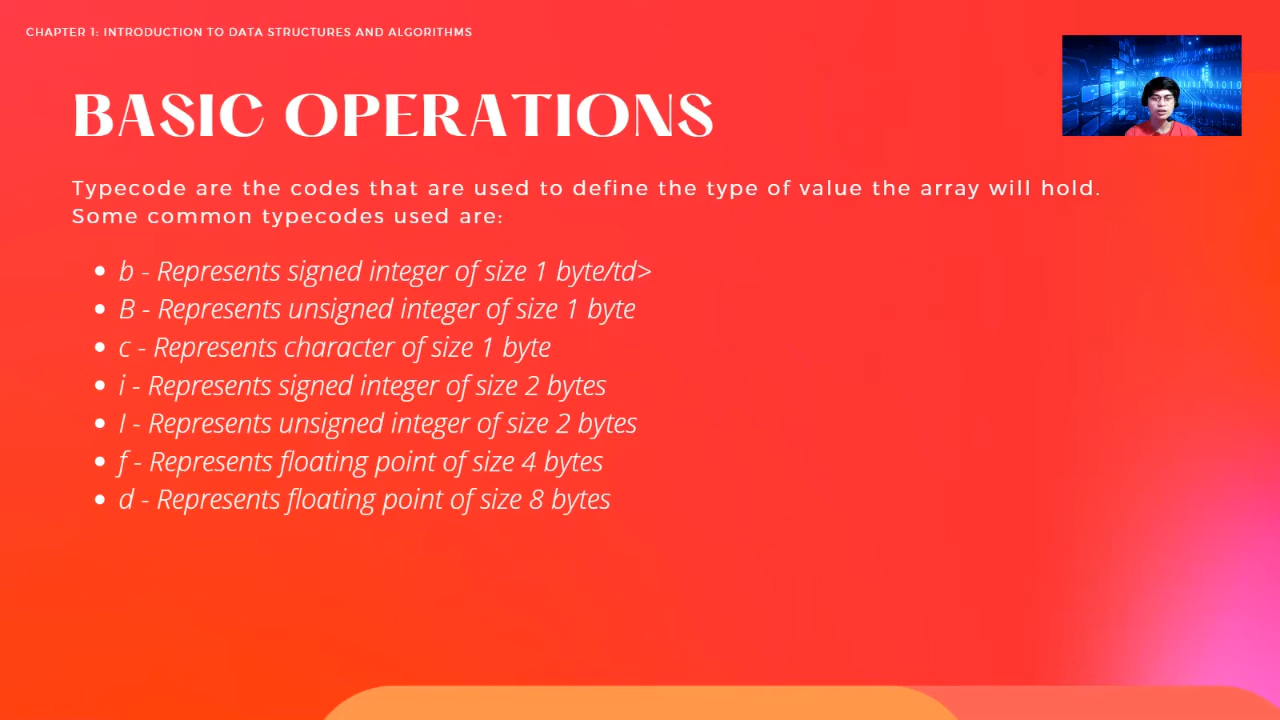 CHAPTER 1: INTRODUCTION TO DATA STRUCTURES AND ALGORITHMS
BASIC OPERATIONS
Typecode are the codes that are used to define the type of value the array will hold.
Some common typecodes used are:
• b - Represents signed integer of size 1 byte/td>
• B - Represents unsigned integer of size 1 byte
• c - Represents character of size 1 byte
• i - Represents signed integer of size 2 bytes
• I - Represents unsigned integer of size 2 bytes
• f - Represents floating point of size 4 bytes
• d - Represents floating point of size 8 bytes